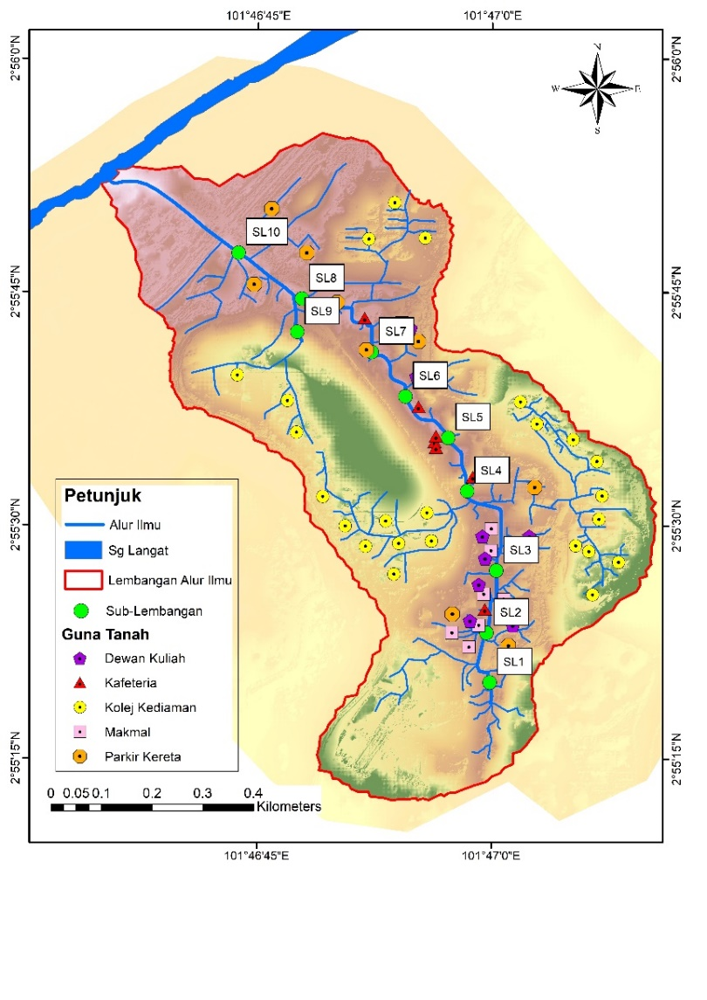 101°46'45"E
101°47'0"E
2°56'0"N
2°56'0"N
N
W
E
S
SL10
SL8
2°55'45"N
2°55'45"N
SL9
SL7
SL6
SL5
SL4
Petunjuk
Alur Ilmu
2°55'30"N
2°55'30"N
Sg Langat
SL3
Lembangan Alur Ilmu
Sub-Lembangan
SL2
Guna Tanah
Dewan Kuliah
SL1
Kafeteria
Kolej Kediaman
Makmal
Parkir Kereta
2°55'15"N
2°55'15"N
0 0.05 0.1 0.2 0.3 0.4
Kilometers
101°46'45"E
101°47'0"E